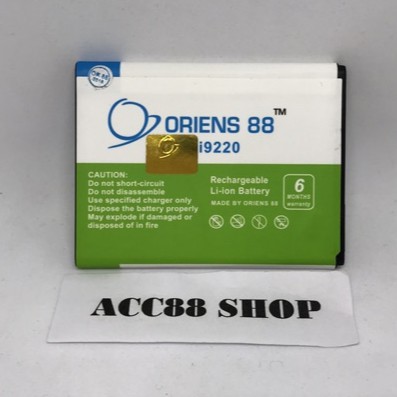 OK 88
ORIENS 88™
i9220
CAUTION:
Do not short-circuit
Do not disassemble
Use specified charger only
Dispose the battery properly
May explode if damaged or
disposed of in fire
Rechargeable
Li-ion Battery
MADE BY ORIENS 88
6
MONTHS
warranty
ACC88 SHOP